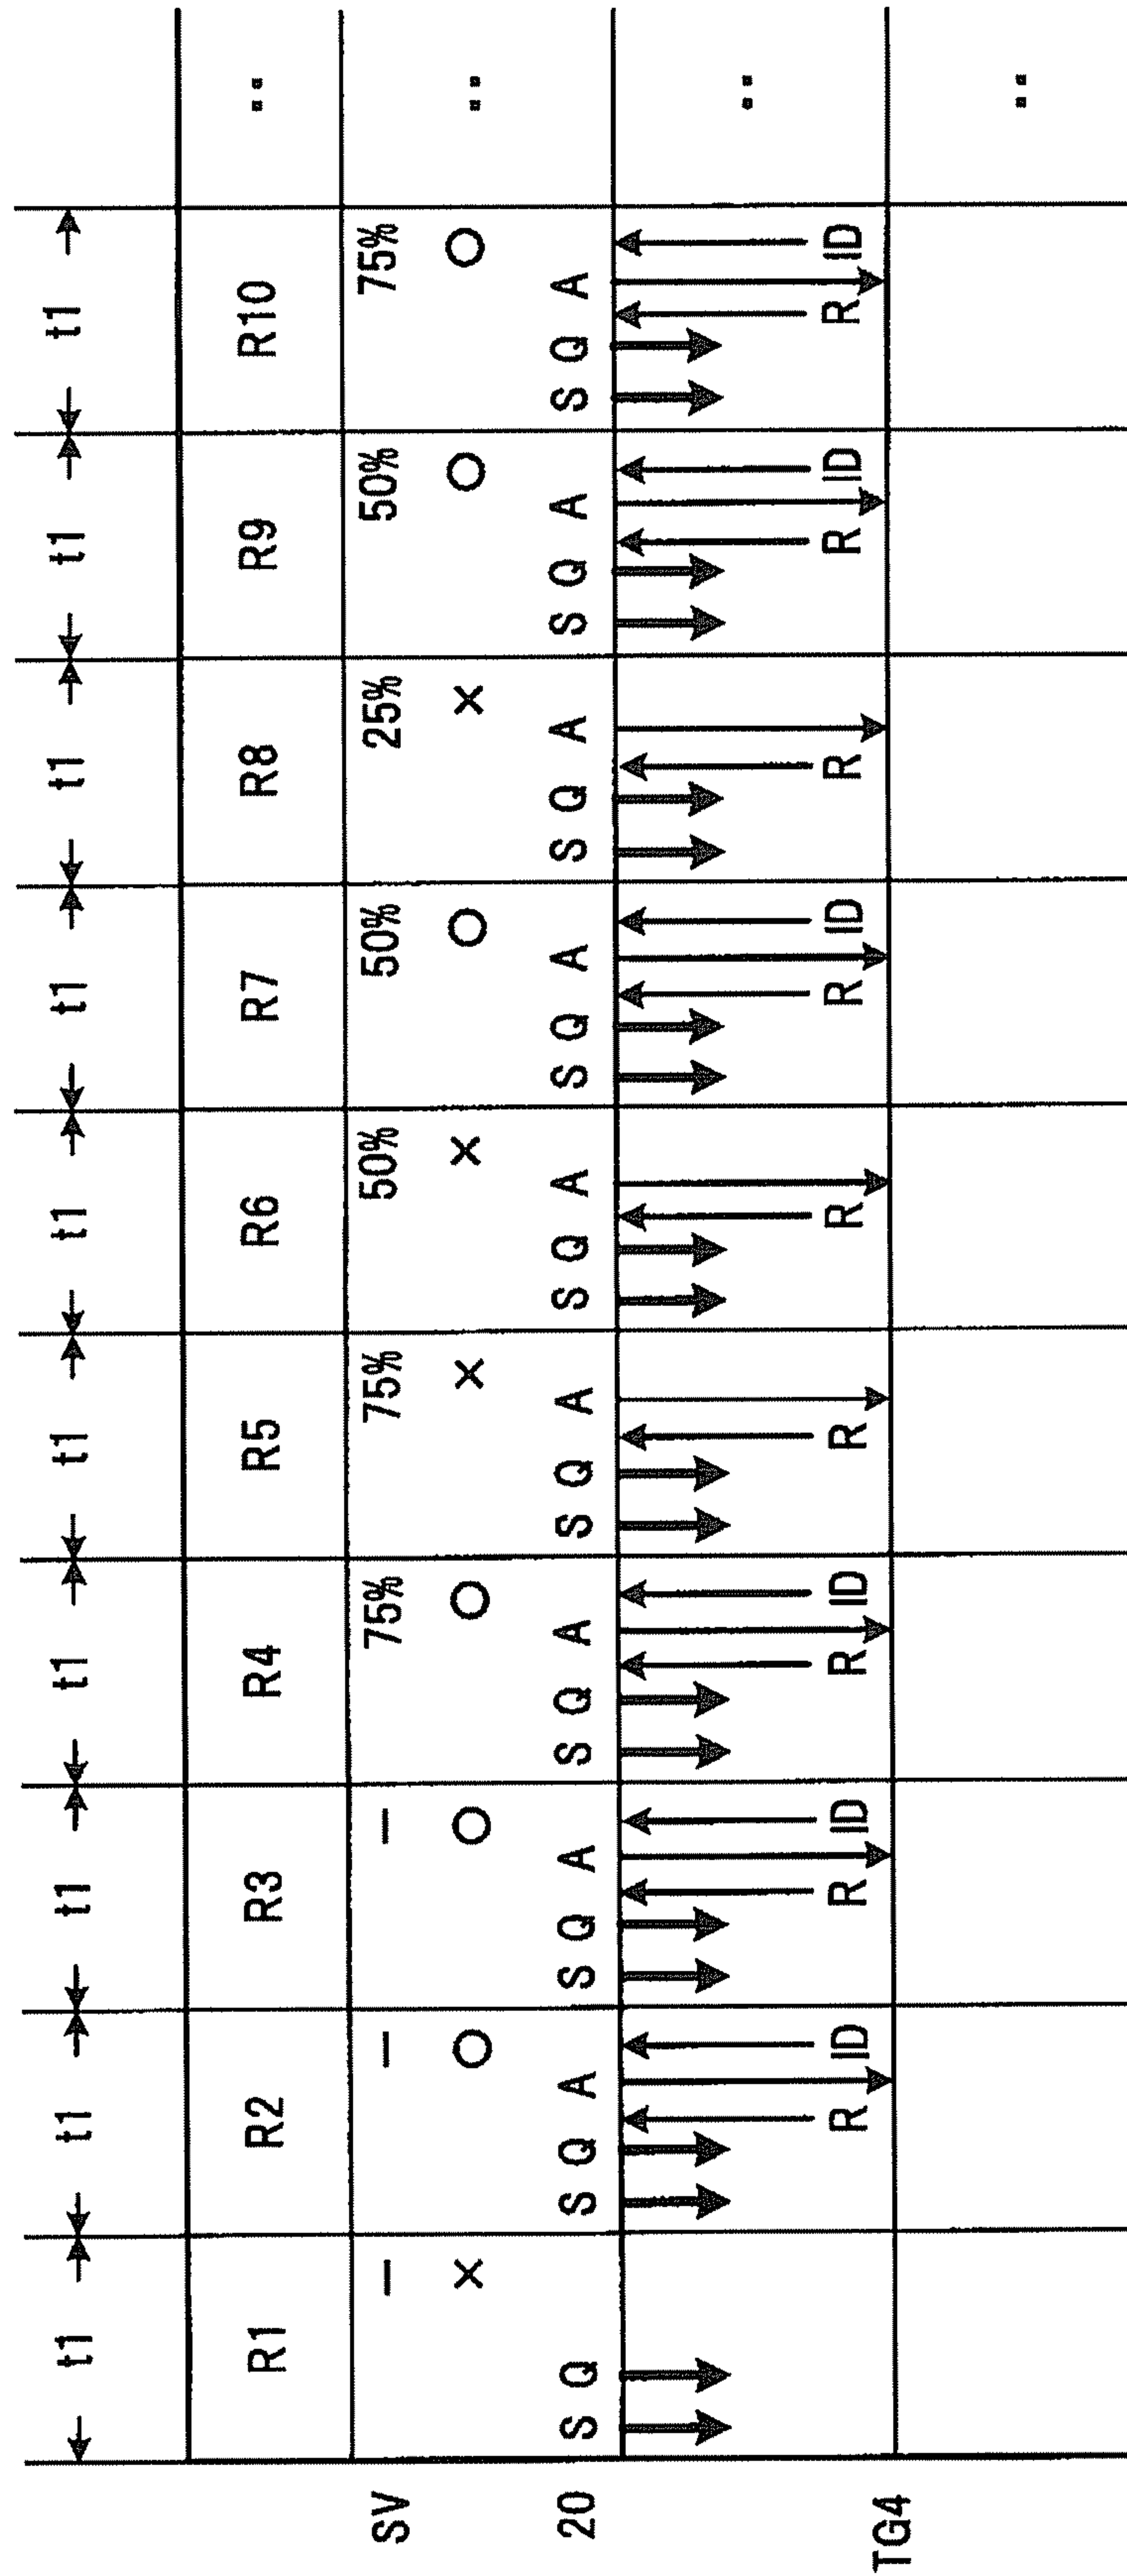 t1 t1 t1 t1 t1 t1 t1 t1 t1 t1
R1 R2 R3 R4 R5 R6 R7 R8 R9 R10 ..
SV — — — 75% 75% 50% 50% 25% 50% 75% ..
× ○ ○ ○ × × ○ × ○ ○
20 S Q S Q A S Q A S Q A S Q A S Q A S Q A S Q A S Q A S Q A
R ID R ID R ID R R R ID R R ID R ID ..
TG4 ..